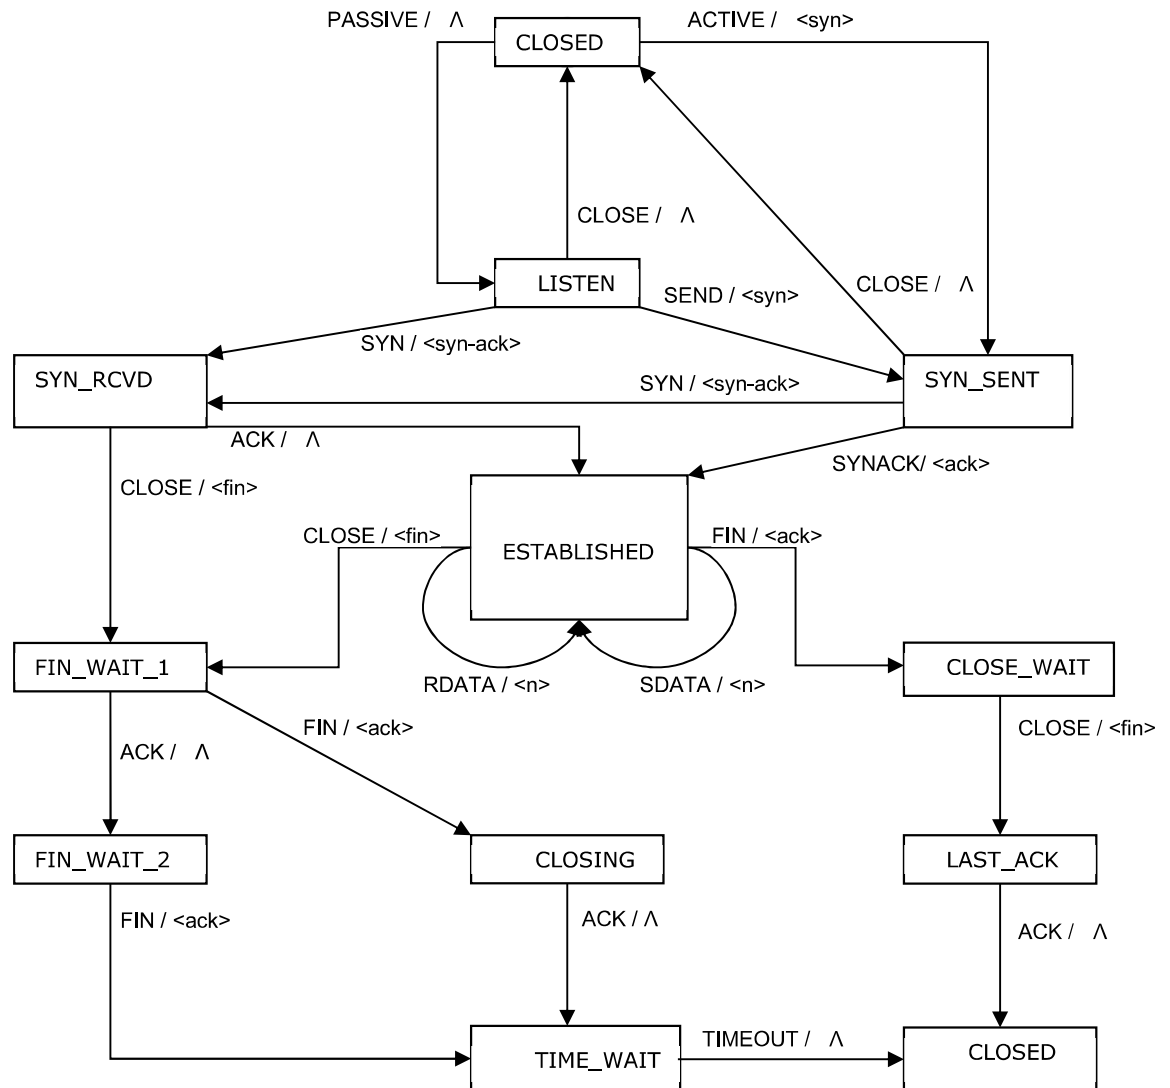 PASSIVE / Λ
ACTIVE / <syn>
CLOSED
CLOSE / Λ
LISTEN
SEND / <syn>
CLOSE / Λ
SYN / <syn-ack>
SYN_RCVD
SYN / <syn-ack>
SYN_SENT
ACK / Λ
SYNACK/ <ack>
CLOSE / <fin>
CLOSE / <fin>
ESTABLISHED
FIN / <ack>
FIN_WAIT_1
RDATA / <n>
SDATA / <n>
CLOSE_WAIT
FIN / <ack>
CLOSE / <fin>
ACK / Λ
FIN_WAIT_2
CLOSING
LAST_ACK
FIN / <ack>
ACK / Λ
ACK / Λ
TIME_WAIT
TIMEOUT / Λ
CLOSED